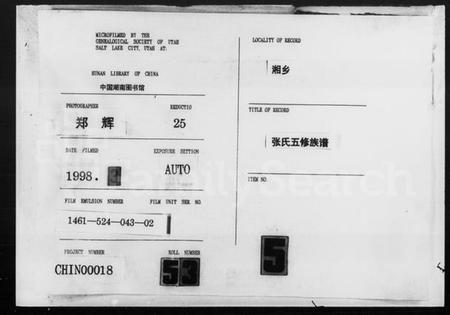 MICROFILMED BY THE
GENEALOGICAL SOCIETY OF UTAH
SALT LAKE CITY, UTAH AT:
HUNAN LIBRARY OF CHINA
中国湖南图书馆
PHOTOGRAPHER REDUCTIO
郑 辉 25
DATE FILMED EXPOSURE SETTION
1998. AUTO
FILM EMULSION NUMBER FILM UNIT SER. NO.
1461—524—043—02
PROJECT NUMBER ROLL NUMBER
CHIN00018 53
LOCALITY OF RECORD
湘乡
TITLE OF RECORD
张氏五修族谱
ITEM NO.
5
FamilySearch